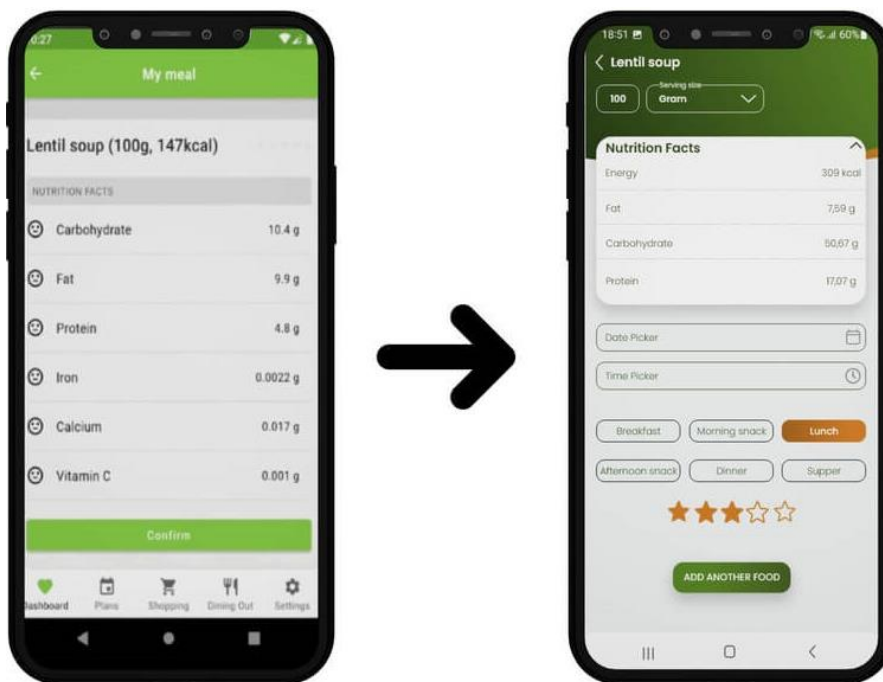 0:27
My meal
Lentil soup (100g, 147kcal)
NUTRITION FACTS
Carbohydrate 10.4 g
Fat 9.9 g
Protein 4.8 g
Iron 0.0022 g
Calcium 0.017 g
Vitamin C 0.001 g
Confirm
Dashboard Plans Shopping Dining Out Settings
18:51 60%
Lentil soup
Serving size
100 Gram
Nutrition Facts
Energy 309 kcal
Fat 7,59 g
Carbohydrate 50,67 g
Protein 17,07 g
Date Picker
Time Picker
Breakfast Morning snack Lunch
Afternoon snack Dinner Supper
ADD ANOTHER FOOD